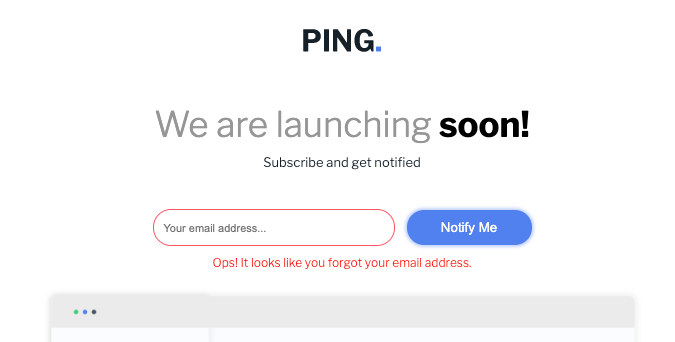 PING.
We are launching soon!
Subscribe and get notified
Your email address...
Notify Me
Ops! It looks like you forgot your email address.